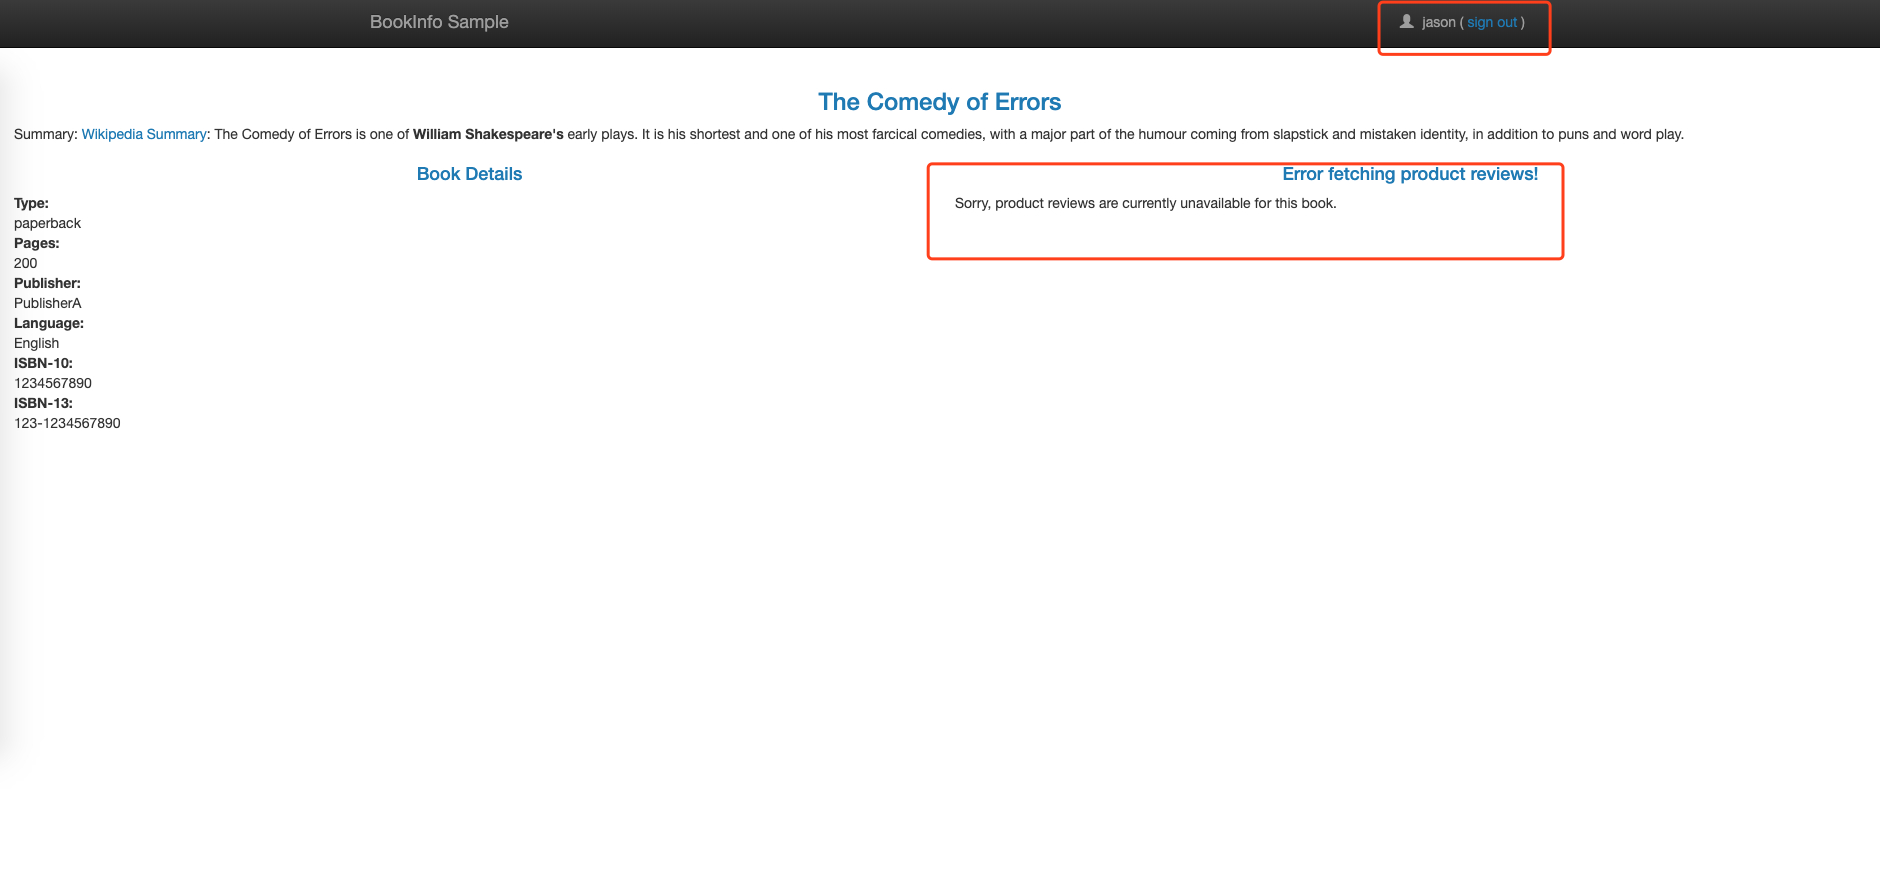 BookInfo Sample
jason ( sign out )
The Comedy of Errors
Summary: Wikipedia Summary: The Comedy of Errors is one of William Shakespeare's early plays. It is his shortest and one of his most farcical comedies, with a major part of the humour coming from slapstick and mistaken identity, in addition to puns and word play.
Book Details
Type:
paperback
Pages:
200
Publisher:
PublisherA
Language:
English
ISBN-10:
1234567890
ISBN-13:
123-1234567890
Error fetching product reviews!
Sorry, product reviews are currently unavailable for this book.